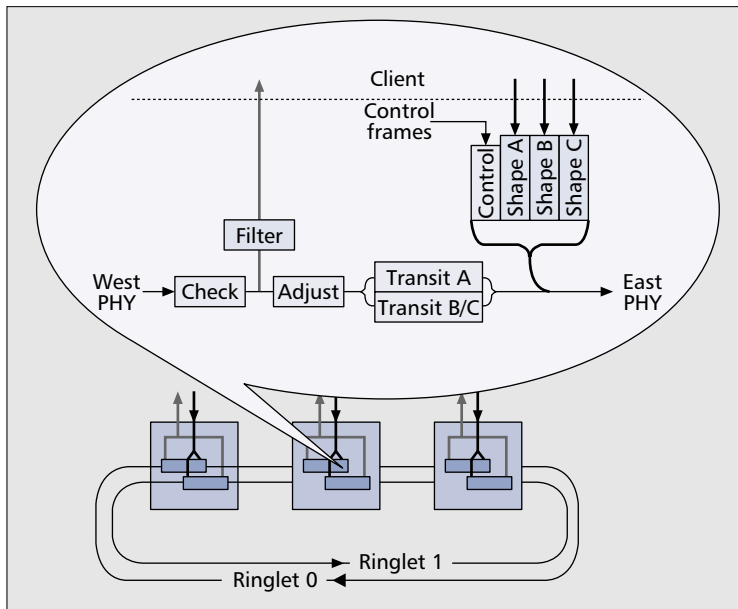 Client
Control
frames
Control
Shape A
Shape B
Shape C
Filter
West
PHY
Check
Adjust
Transit A
Transit B/C
East
PHY
Ringlet 1
Ringlet 0